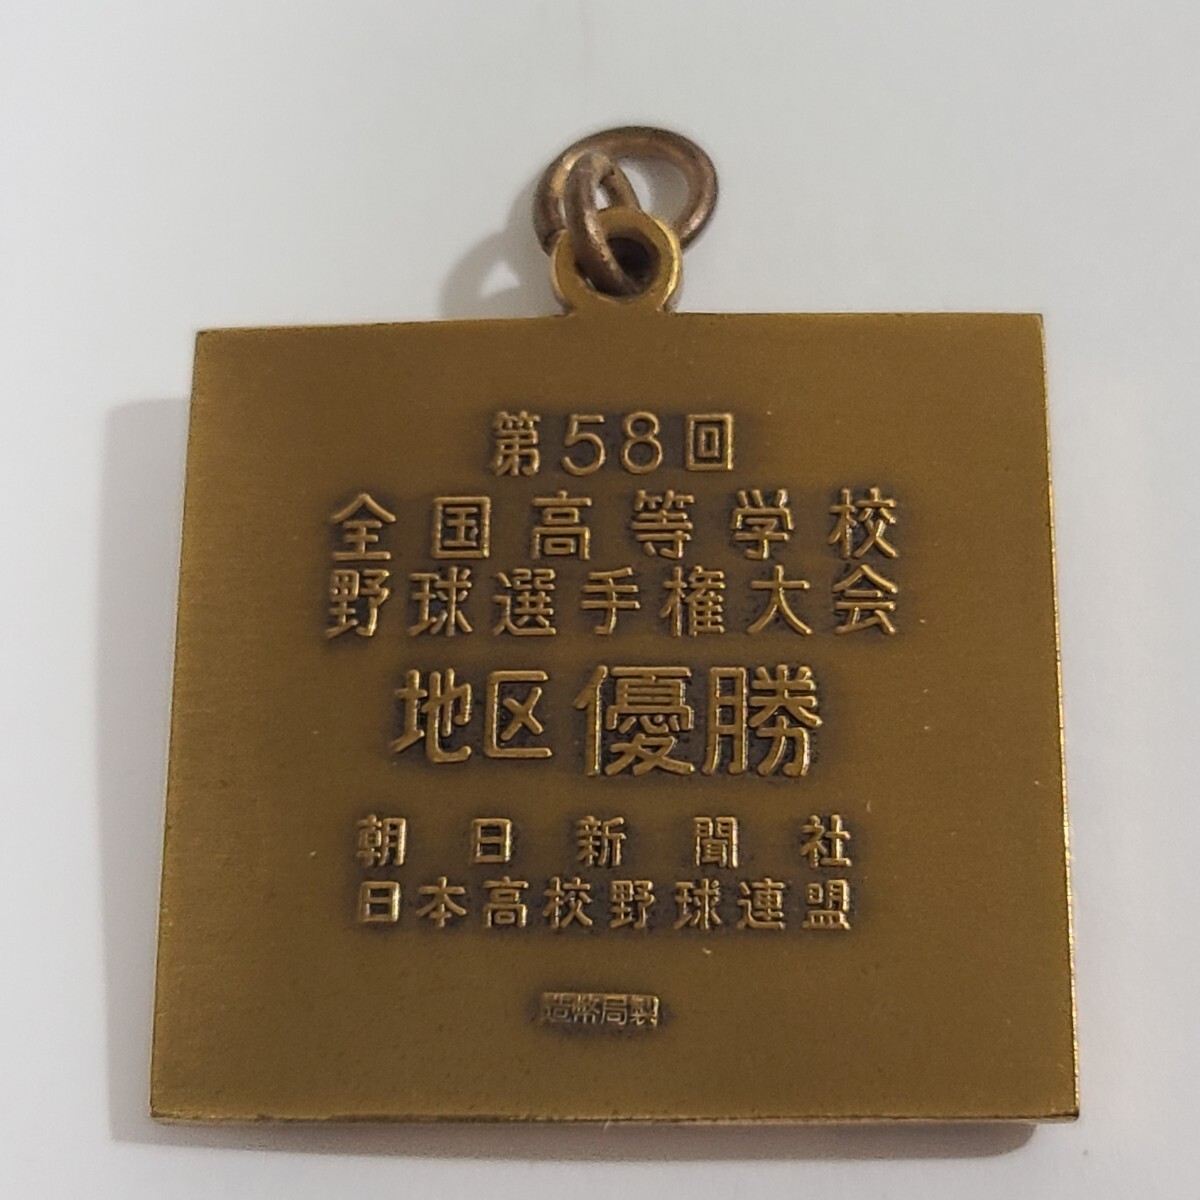 第58回
全国高等学校
野球選手権大会
地区優勝
朝日新聞社
日本高校野球連盟
造幣局製